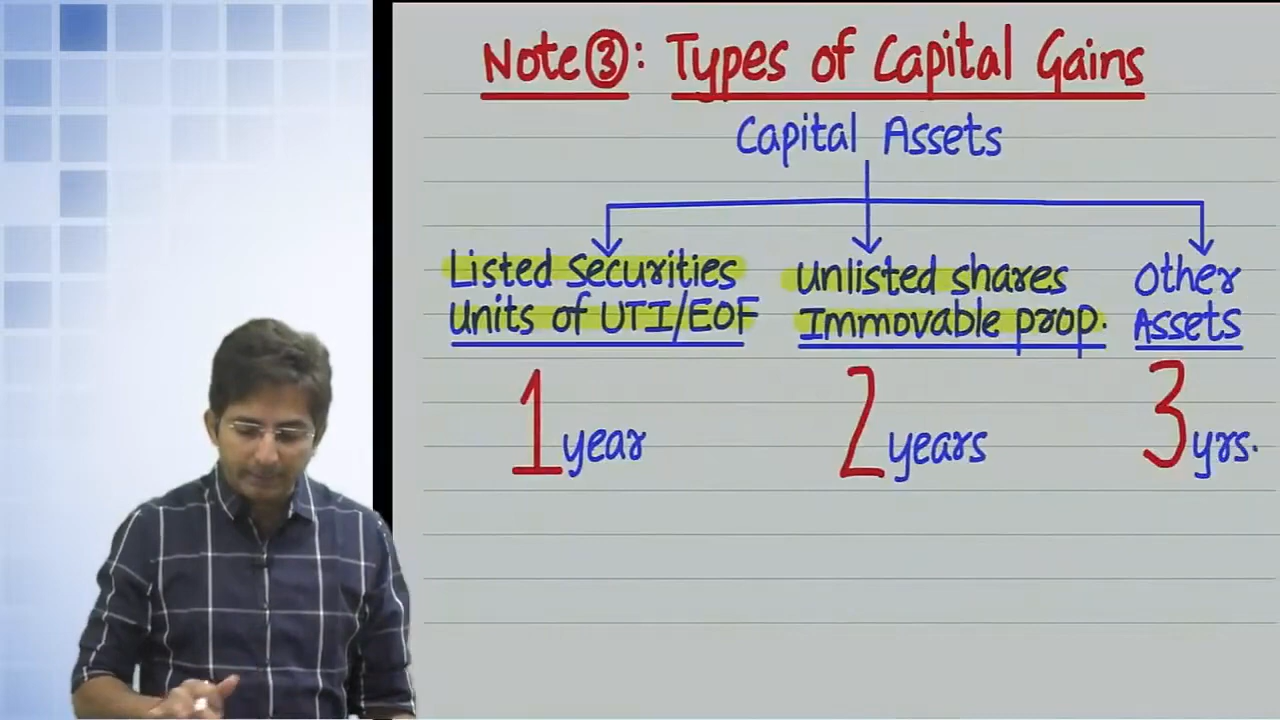 Note③: Types of Capital Gains
Capital Assets
Listed Securities
Units of UTI/EOF
1 year
Unlisted shares
Immovable prop.
2 years
Other
Assets
3 yrs.